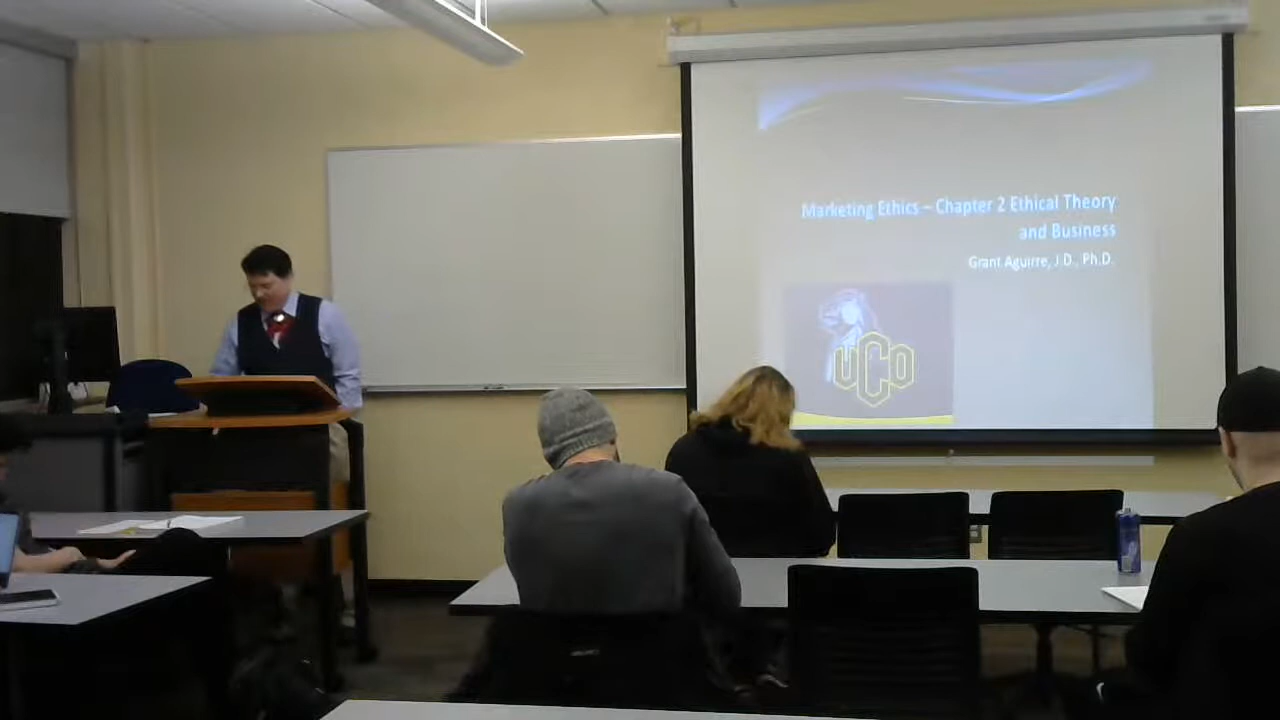 Marketing Ethics – Chapter 2 Ethical Theory
and Business
Grant Aguirre, J.D., Ph.D.
UCO